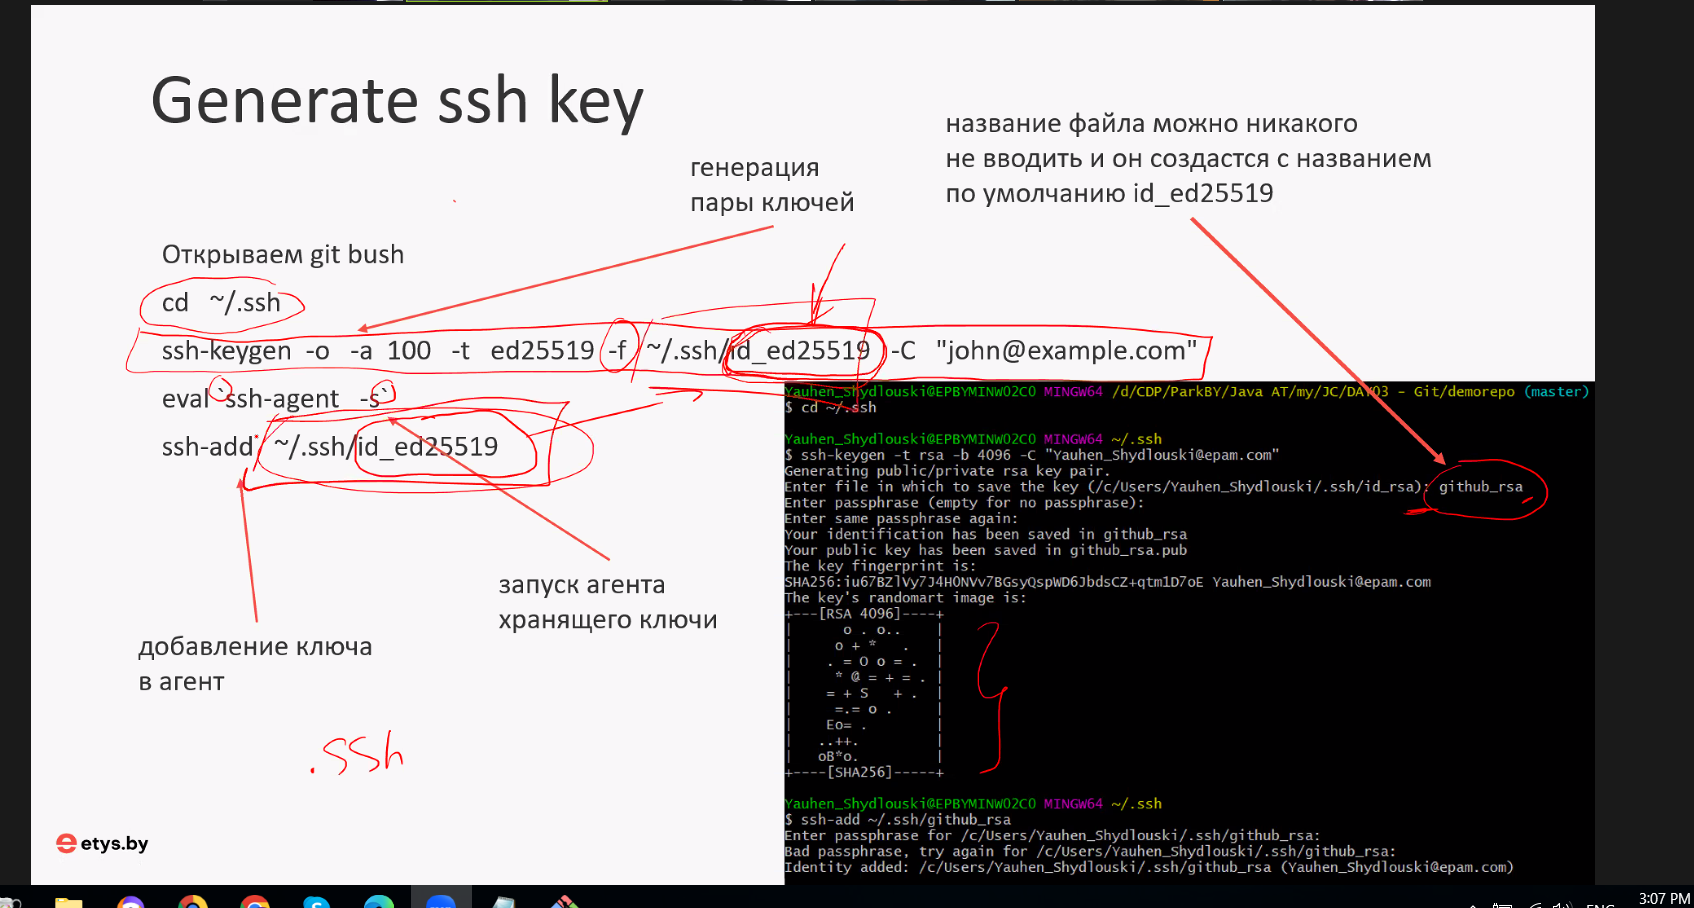 Generate ssh key
название файла можно никакого
не вводить и он создастся с названием
по умолчанию id_ed25519
генерация
пары ключей
Открываем git bush
cd ~/.ssh
ssh-keygen -o -a 100 -t ed25519 -f ~/.ssh/id_ed25519 -C "john@example.com"
eval `ssh-agent -s`
ssh-add ~/.ssh/id_ed25519
запуск агента
хранящего ключи
добавление ключа
в агент
.ssh
etys.by
Yauhen_Shydlouski@EPBYMINW02C0 MINGW64 /d/CDP/ParkBY/Java AT/my/JC/DAY03 - Git/demorepo (master)
$ cd ~/.ssh
Yauhen_Shydlouski@EPBYMINW02C0 MINGW64 ~/.ssh
$ ssh-keygen -t rsa -b 4096 -C "Yauhen_Shydlouski@epam.com"
Generating public/private rsa key pair.
Enter file in which to save the key (/c/Users/Yauhen_Shydlouski/.ssh/id_rsa): github_rsa
Enter passphrase (empty for no passphrase):
Enter same passphrase again:
Your identification has been saved in github_rsa
Your public key has been saved in github_rsa.pub
The key fingerprint is:
SHA256:iu67BZlVy7J4HONVv7BGsyQspWD6JbdsCZ+qtm1D7oE Yauhen_Shydlouski@epam.com
The key's randomart image is:
+---[RSA 4096]----+
|      o . o..    |
|     o + *   .   |
|    . = O o = .  |
|     * @ = + = . |
|    = + S   + .  |
|     =.= o .     |
|    Eo= .        |
|   ..++.         |
|   oB*o.         |
+----[SHA256]-----+
Yauhen_Shydlouski@EPBYMINW02C0 MINGW64 ~/.ssh
$ ssh-add ~/.ssh/github_rsa
Enter passphrase for /c/Users/Yauhen_Shydlouski/.ssh/github_rsa:
Bad passphrase, try again for /c/Users/Yauhen_Shydlouski/.ssh/github_rsa:
Identity added: /c/Users/Yauhen_Shydlouski/.ssh/github_rsa (Yauhen_Shydlouski@epam.com)
3:07 PM